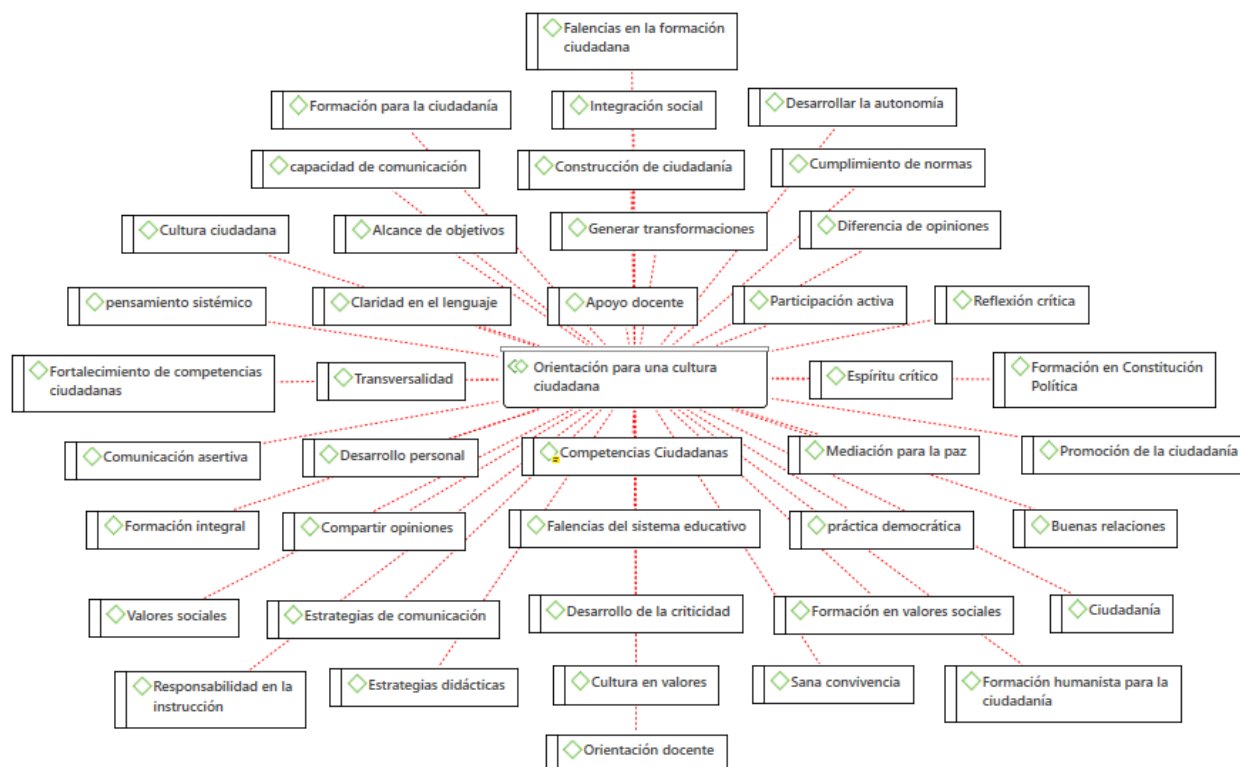 Falencias en la formación
ciudadana
Formación para la ciudadanía
Integración social
Desarrollar la autonomía
capacidad de comunicación
Construcción de ciudadanía
Cumplimiento de normas
Cultura ciudadana
Alcance de objetivos
Generar transformaciones
Diferencia de opiniones
pensamiento sistémico
Claridad en el lenguaje
Apoyo docente
Participación activa
Reflexión crítica
Fortalecimiento de competencias
ciudadanas
Transversalidad
Orientación para una cultura
ciudadana
Espíritu crítico
Formación en Constitución
Política
Comunicación asertiva
Desarrollo personal
Competencias Ciudadanas
Mediación para la paz
Promoción de la ciudadanía
Formación integral
Compartir opiniones
Falencias del sistema educativo
práctica democrática
Buenas relaciones
Valores sociales
Estrategias de comunicación
Desarrollo de la criticidad
Formación en valores sociales
Ciudadanía
Responsabilidad en la
instrucción
Estrategias didácticas
Cultura en valores
Sana convivencia
Formación humanista para la
ciudadanía
Orientación docente